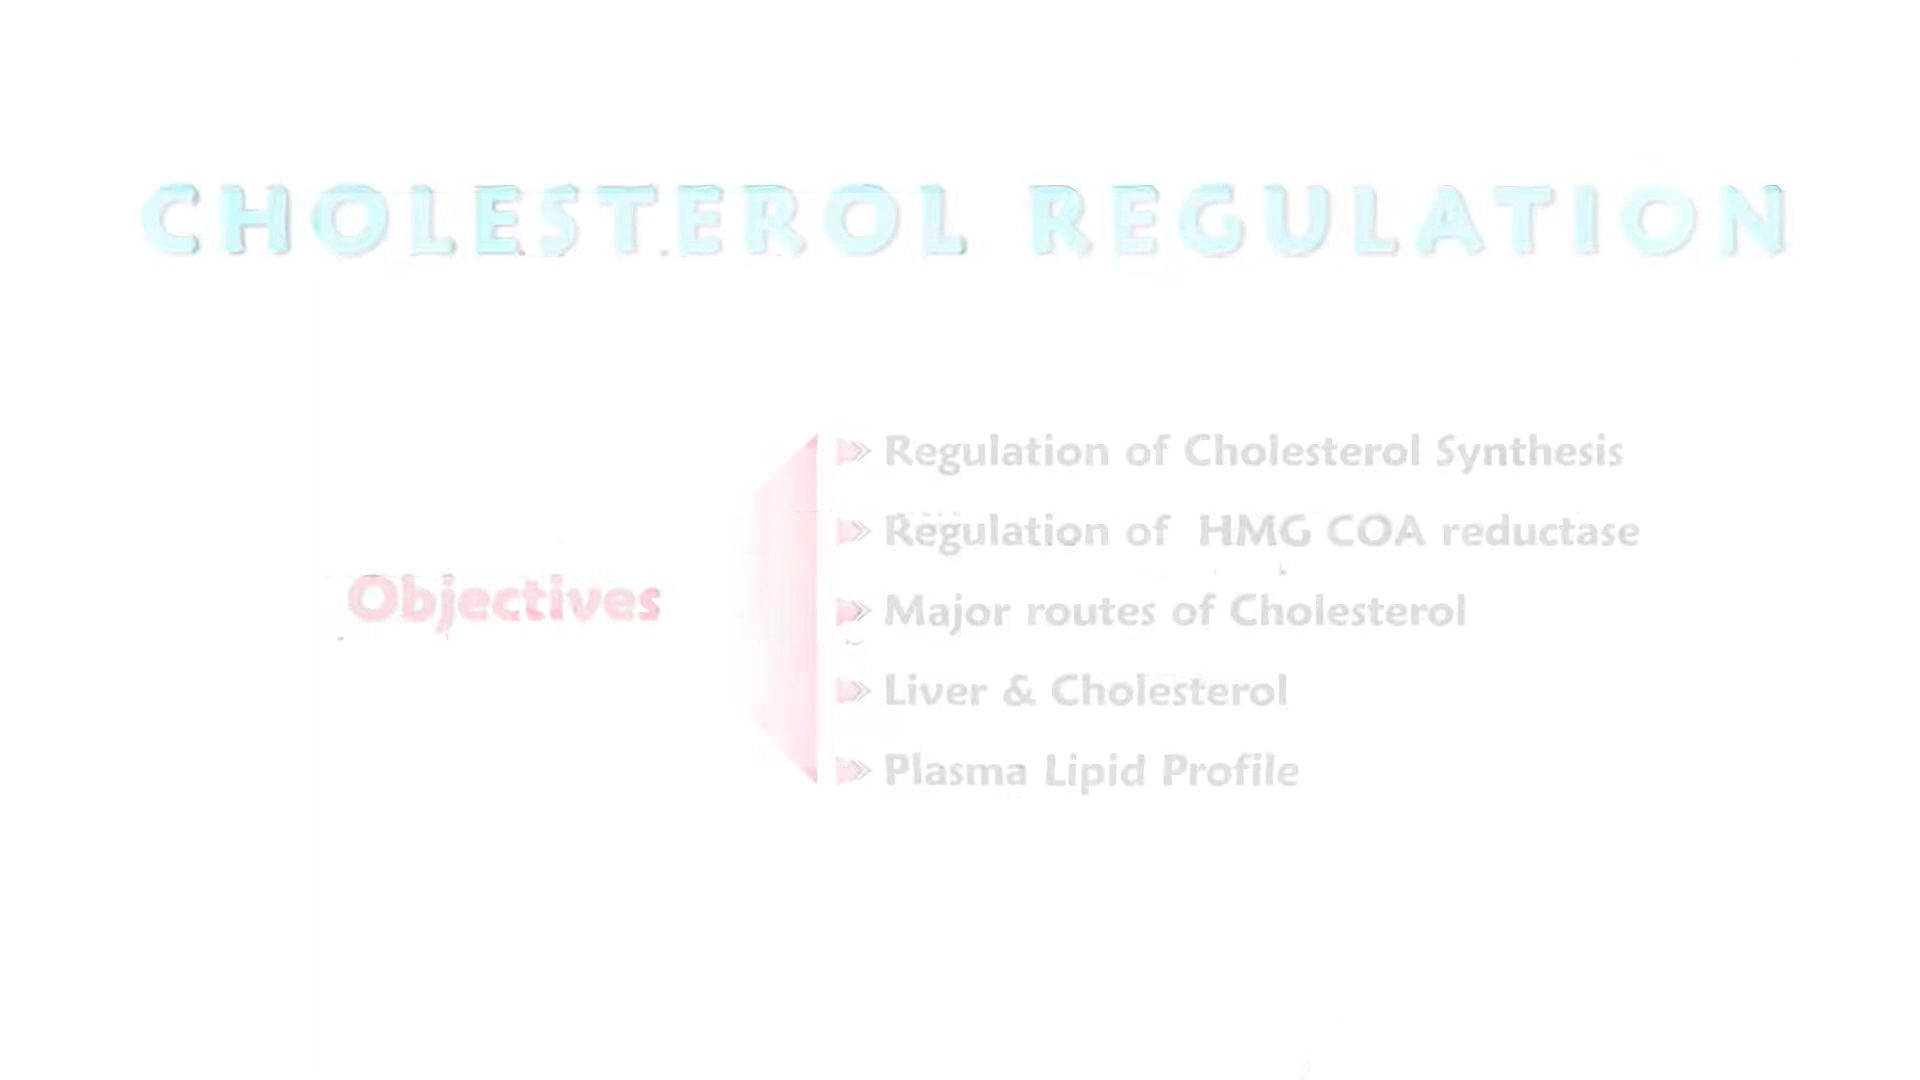 CHOLESTEROL REGULATION
Objectives
Regulation of Cholesterol Synthesis
Regulation of HMG COA reductase
Major routes of Cholesterol
Liver & Cholesterol
Plasma Lipid Profile